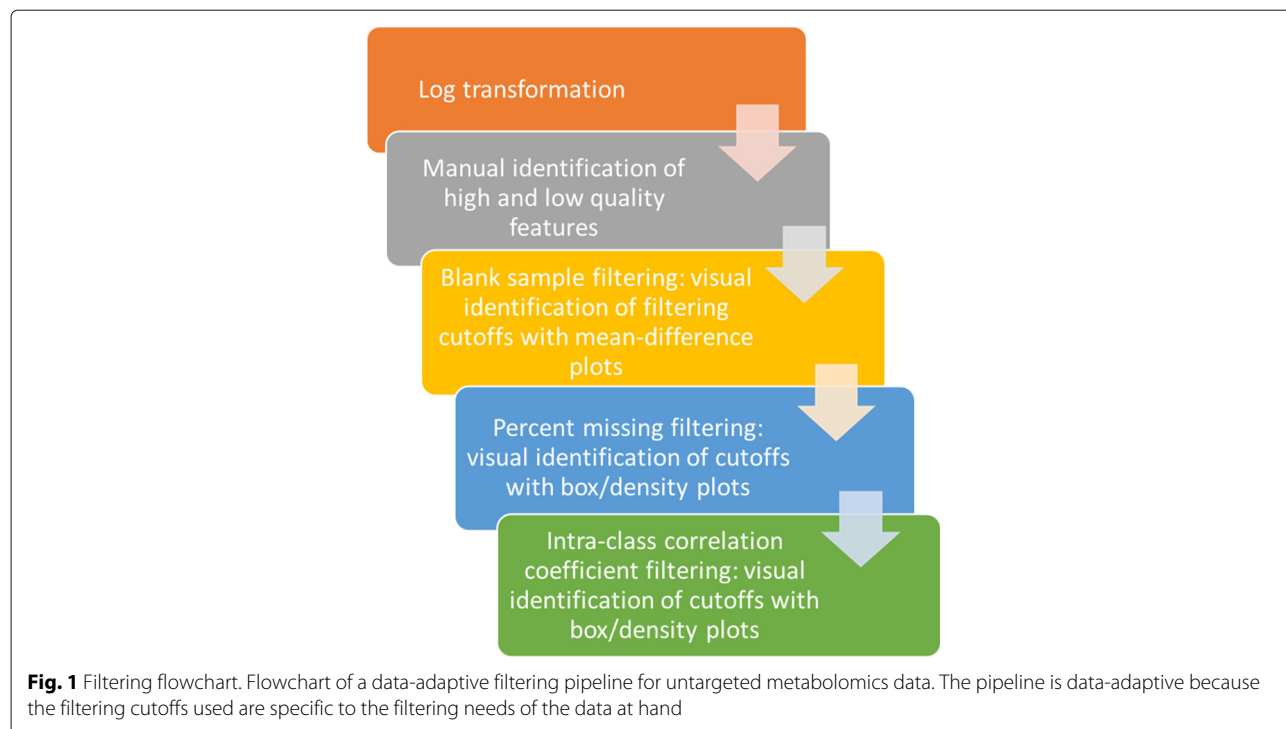 Log transformation
Manual identification of
high and low quality
features
Blank sample filtering: visual
identification of filtering
cutoffs with mean-difference
plots
Percent missing filtering:
visual identification of cutoffs
with box/density plots
Intra-class correlation
coefficient filtering: visual
identification of cutoffs with
box/density plots
Fig. 1 Filtering flowchart. Flowchart of a data-adaptive filtering pipeline for untargeted metabolomics data. The pipeline is data-adaptive because
the filtering cutoffs used are specific to the filtering needs of the data at hand